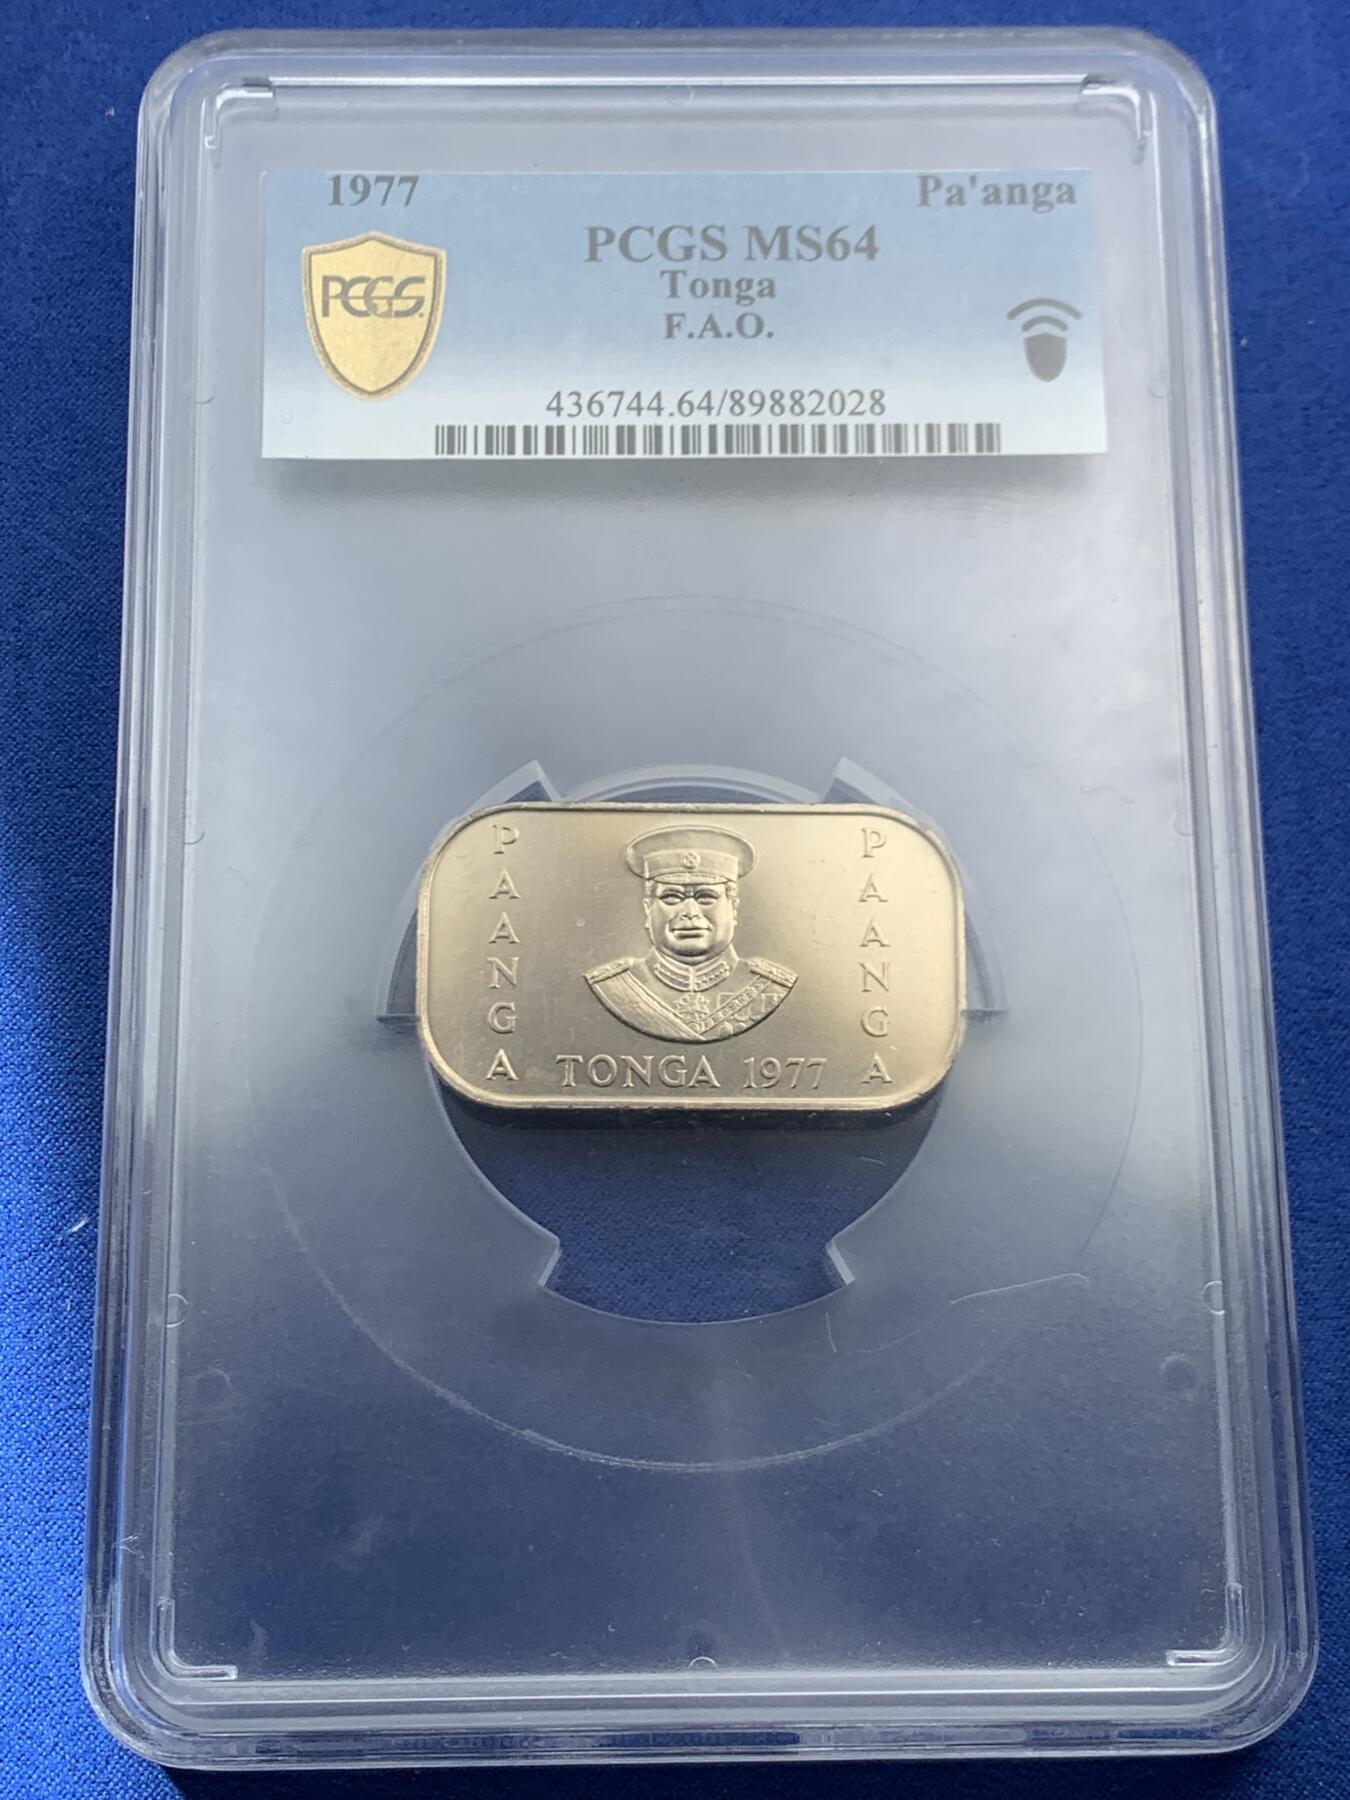 1977 Pa'anga
PCGS MS64
Tonga
PCGS
F.A.O.
436744.64/89882028
PAANGA
PAANGA
TONGA 1977